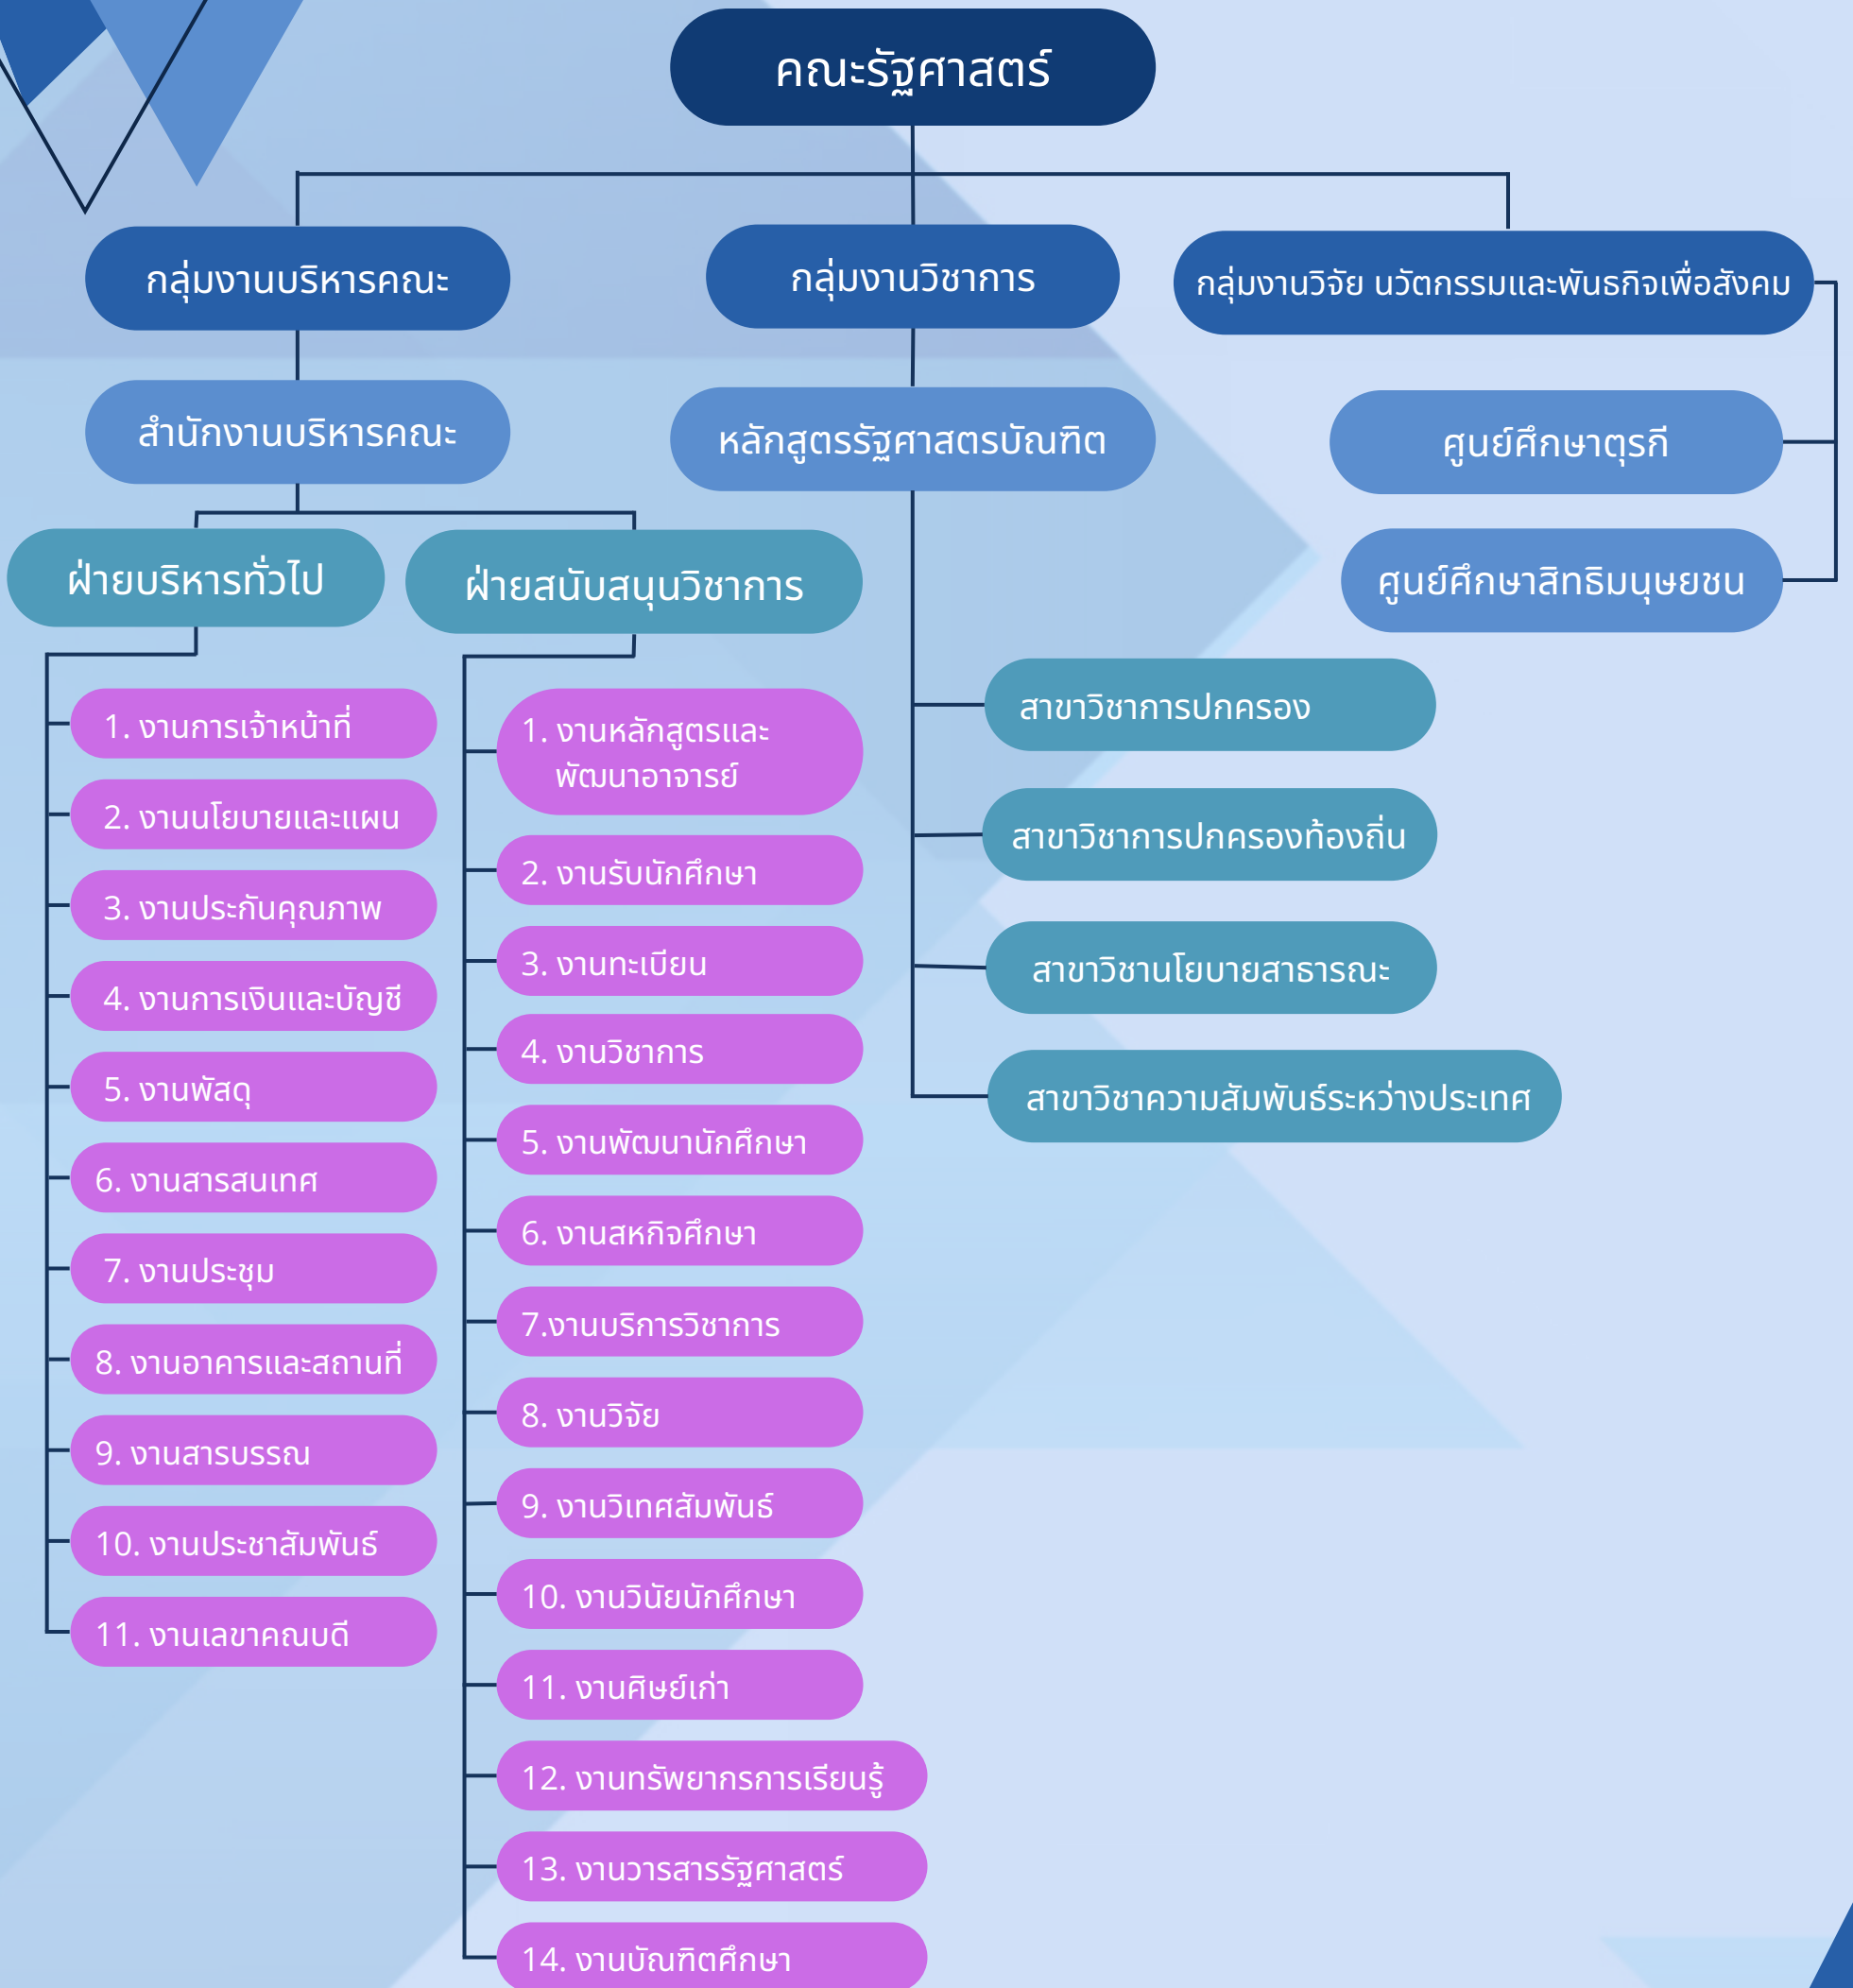 คณะรัฐศาสตร์
กลุ่มงานบริหารคณะ
กลุ่มงานวิชาการ
กลุ่มงานวิจัย นวัตกรรมและพันธกิจเพื่อสังคม
สำนักงานบริหารคณะ
หลักสูตรรัฐศาสตรบัณฑิต
ศูนย์ศึกษาตุรกี
ศูนย์ศึกษาสิทธิมนุษยชน
ฝ่ายบริหารทั่วไป
ฝ่ายสนับสนุนวิชาการ
1. งานการเจ้าหน้าที่
2. งานนโยบายและแผน
3. งานประกันคุณภาพ
4. งานการเงินและบัญชี
5. งานพัสดุ
6. งานสารสนเทศ
7. งานประชุม
8. งานอาคารและสถานที่
9. งานสารบรรณ
10. งานประชาสัมพันธ์
11. งานเลขาคณบดี
1. งานหลักสูตรและ
พัฒนาอาจารย์
2. งานรับนักศึกษา
3. งานทะเบียน
4. งานวิชาการ
5. งานพัฒนานักศึกษา
6. งานสหกิจศึกษา
7.งานบริการวิชาการ
8. งานวิจัย
9. งานวิเทศสัมพันธ์
10. งานวินัยนักศึกษา
11. งานศิษย์เก่า
12. งานทรัพยากรการเรียนรู้
13. งานวารสารรัฐศาสตร์
14. งานบัณฑิตศึกษา
สาขาวิชาการปกครอง
สาขาวิชาการปกครองท้องถิ่น
สาขาวิชานโยบายสาธารณะ
สาขาวิชาความสัมพันธ์ระหว่างประเทศ